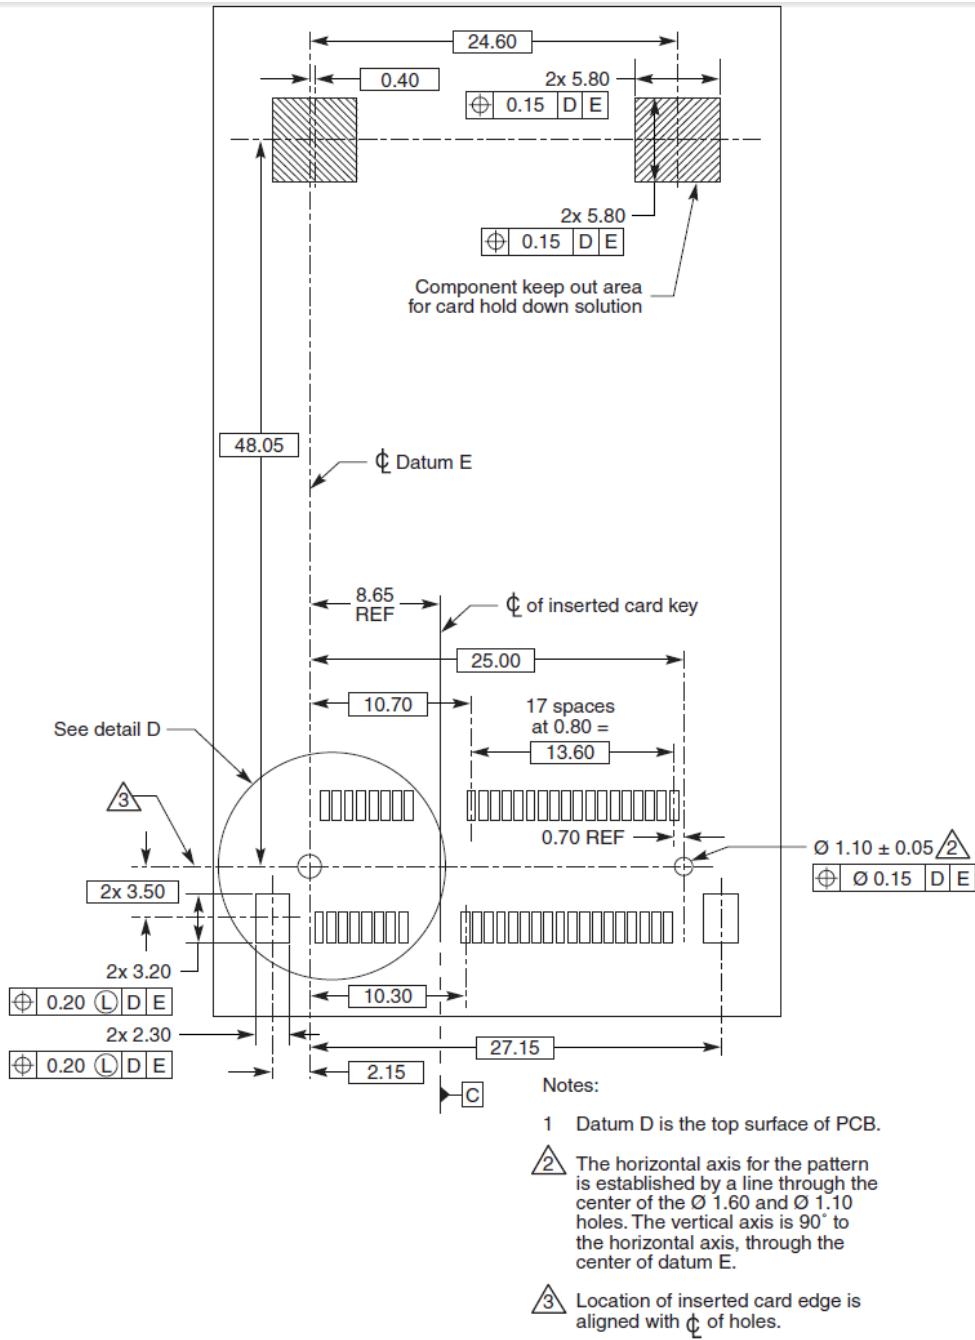 24.60
0.40
2x 5.80
⌖ 0.15 D E
2x 5.80
⌖ 0.15 D E
Component keep out area
for card hold down solution
48.05
℄ Datum E
8.65
REF
℄ of inserted card key
25.00
10.70
17 spaces
at 0.80 =
13.60
See detail D
3
0.70 REF
Ø 1.10 ± 0.05 2
⌖ Ø 0.15 D E
2x 3.50
2x 3.20
⌖ 0.20 Ⓛ D E
10.30
2x 2.30
⌖ 0.20 Ⓛ D E
27.15
2.15
C
Notes:
1 Datum D is the top surface of PCB.
2 The horizontal axis for the pattern
is established by a line through the
center of the Ø 1.60 and Ø 1.10
holes. The vertical axis is 90˚ to
the horizontal axis, through the
center of datum E.
3 Location of inserted card edge is
aligned with ℄ of holes.